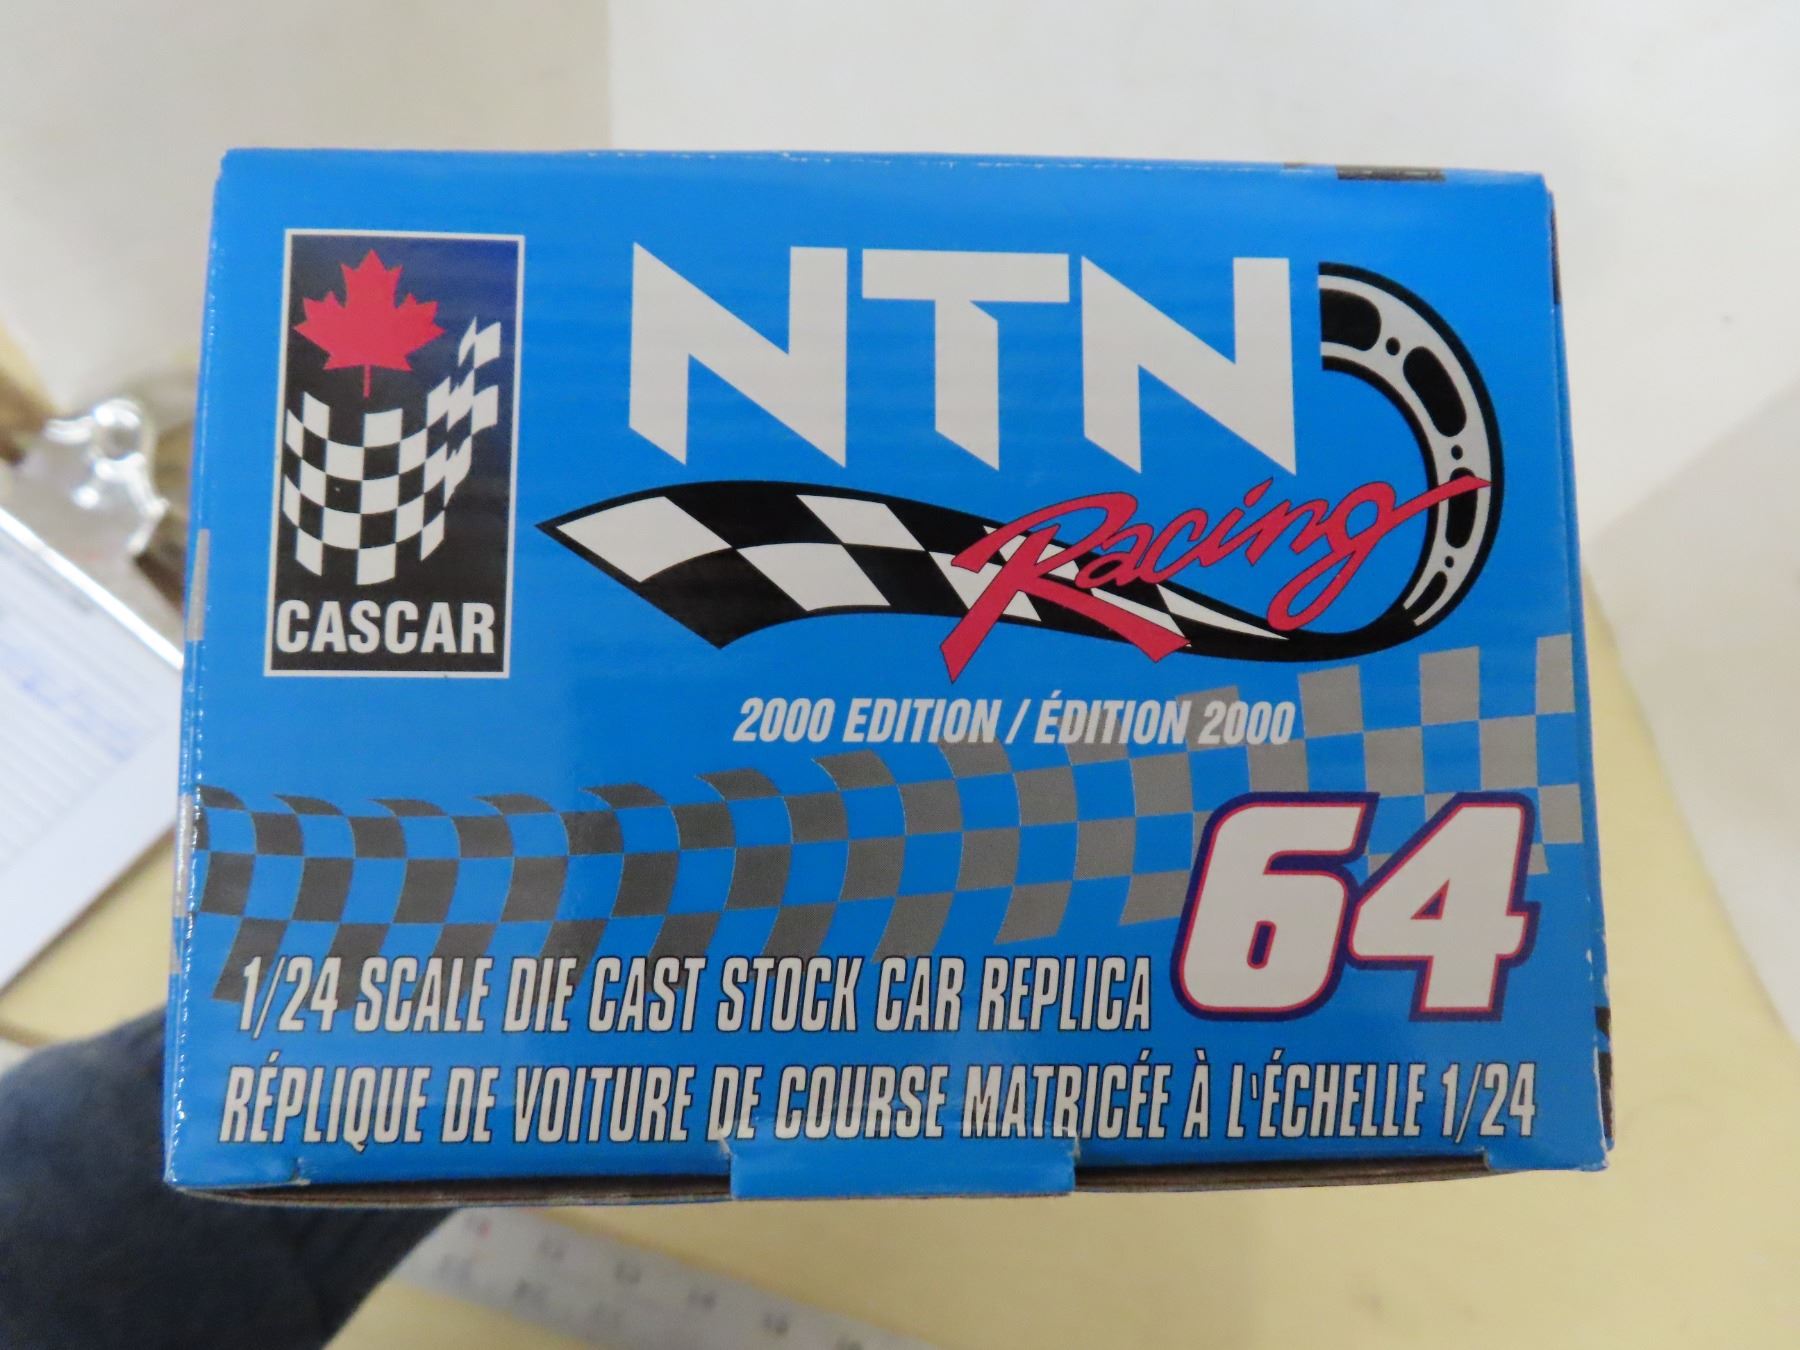 CASCAR
NTN
Racing
2000 EDITION / ÉDITION 2000
64
1/24 SCALE DIE CAST STOCK CAR REPLICA
RÉPLIQUE DE VOITURE DE COURSE MATRICÉE À L'ÉCHELLE 1/24